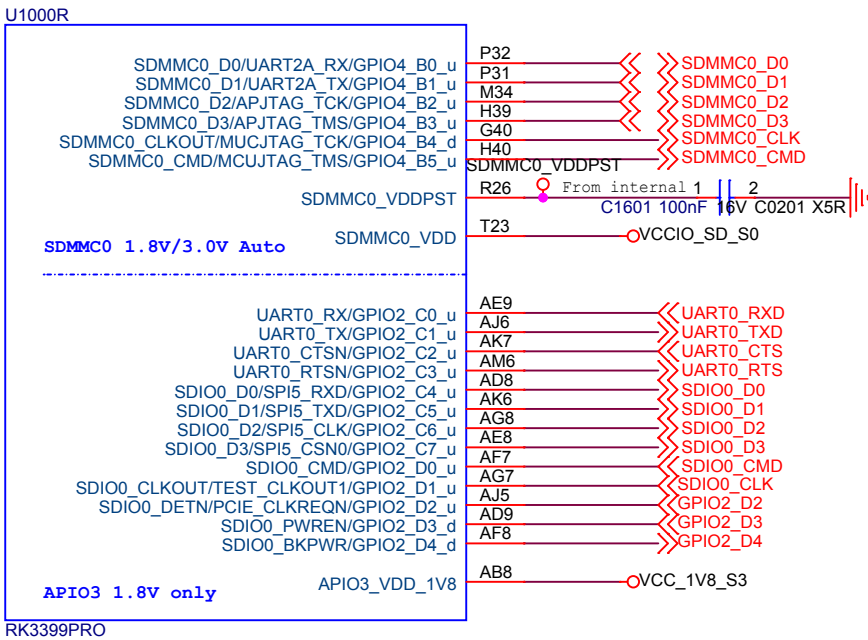 U1000R
SDMMC0_D0/UART2A_RX/GPIO4_B0_u P32 SDMMC0_D0
SDMMC0_D1/UART2A_TX/GPIO4_B1_u P31 SDMMC0_D1
SDMMC0_D2/APJTAG_TCK/GPIO4_B2_u M34 SDMMC0_D2
SDMMC0_D3/APJTAG_TMS/GPIO4_B3_u H39 SDMMC0_D3
SDMMC0_CLKOUT/MUCJTAG_TCK/GPIO4_B4_d G40 SDMMC0_CLK
SDMMC0_CMD/MCUJTAG_TMS/GPIO4_B5_u H40 SDMMC0_CMD
SDMMC0_VDDPST
SDMMC0_VDDPST R26 From internal 1 2
C1601 100nF 16V C0201 X5R
SDMMC0_VDD T23 VCCIO_SD_S0
SDMMC0 1.8V/3.0V Auto
UART0_RX/GPIO2_C0_u AE9 UART0_RXD
UART0_TX/GPIO2_C1_u AJ6 UART0_TXD
UART0_CTSN/GPIO2_C2_u AK7 UART0_CTS
UART0_RTSN/GPIO2_C3_u AM6 UART0_RTS
SDIO0_D0/SPI5_RXD/GPIO2_C4_u AD8 SDIO0_D0
SDIO0_D1/SPI5_TXD/GPIO2_C5_u AK6 SDIO0_D1
SDIO0_D2/SPI5_CLK/GPIO2_C6_u AG8 SDIO0_D2
SDIO0_D3/SPI5_CSN0/GPIO2_C7_u AE8 SDIO0_D3
SDIO0_CMD/GPIO2_D0_u AF7 SDIO0_CMD
SDIO0_CLKOUT/TEST_CLKOUT1/GPIO2_D1_u AG7 SDIO0_CLK
SDIO0_DETN/PCIE_CLKREQN/GPIO2_D2_u AJ5 GPIO2_D2
SDIO0_PWREN/GPIO2_D3_d AD9 GPIO2_D3
SDIO0_BKPWR/GPIO2_D4_d AF8 GPIO2_D4
APIO3_VDD_1V8 AB8 VCC_1V8_S3
APIO3 1.8V only
RK3399PRO